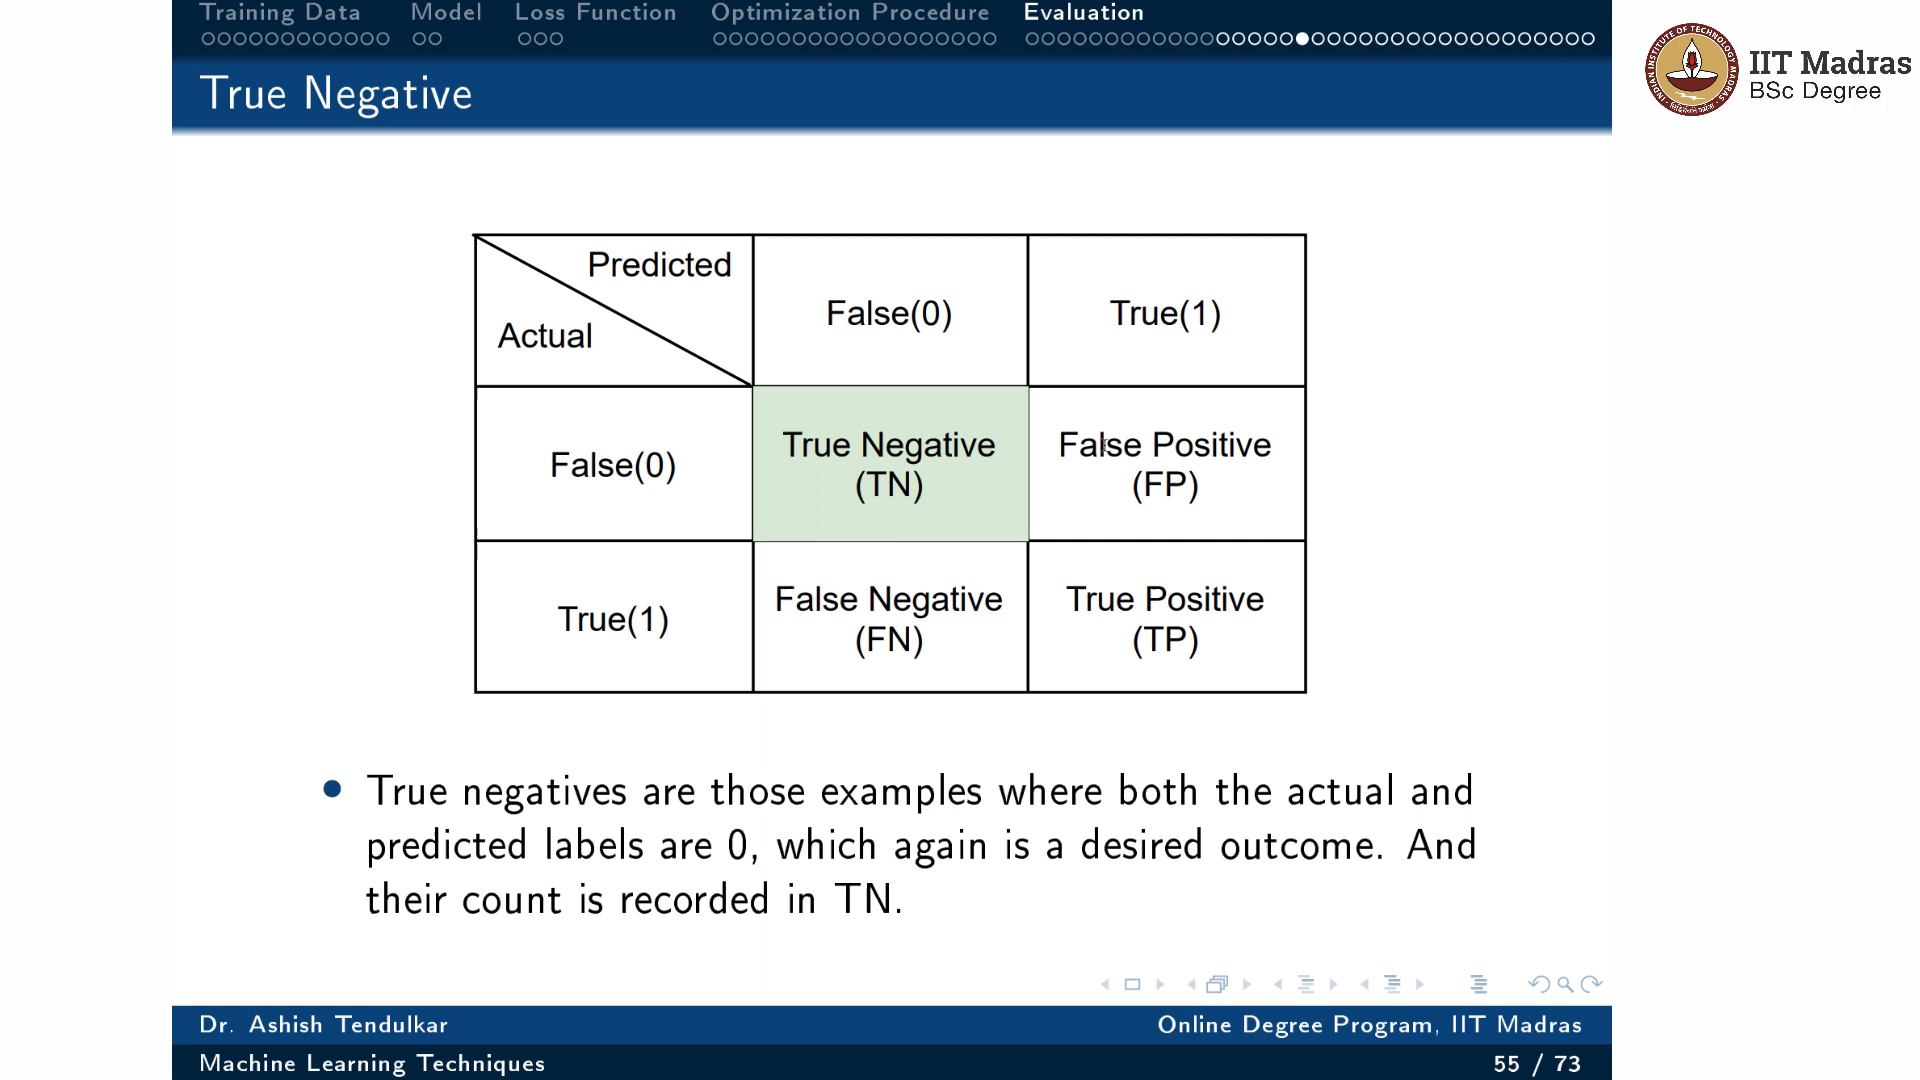 Training Data Model Loss Function Optimization Procedure Evaluation
IIT Madras
BSc Degree
True Negative
Predicted
Actual
False(0)
True(1)
False(0)
True Negative
(TN)
False Positive
(FP)
True(1)
False Negative
(FN)
True Positive
(TP)
True negatives are those examples where both the actual and
predicted labels are 0, which again is a desired outcome. And
their count is recorded in TN.
Dr. Ashish Tendulkar
Online Degree Program, IIT Madras
Machine Learning Techniques
55 / 73